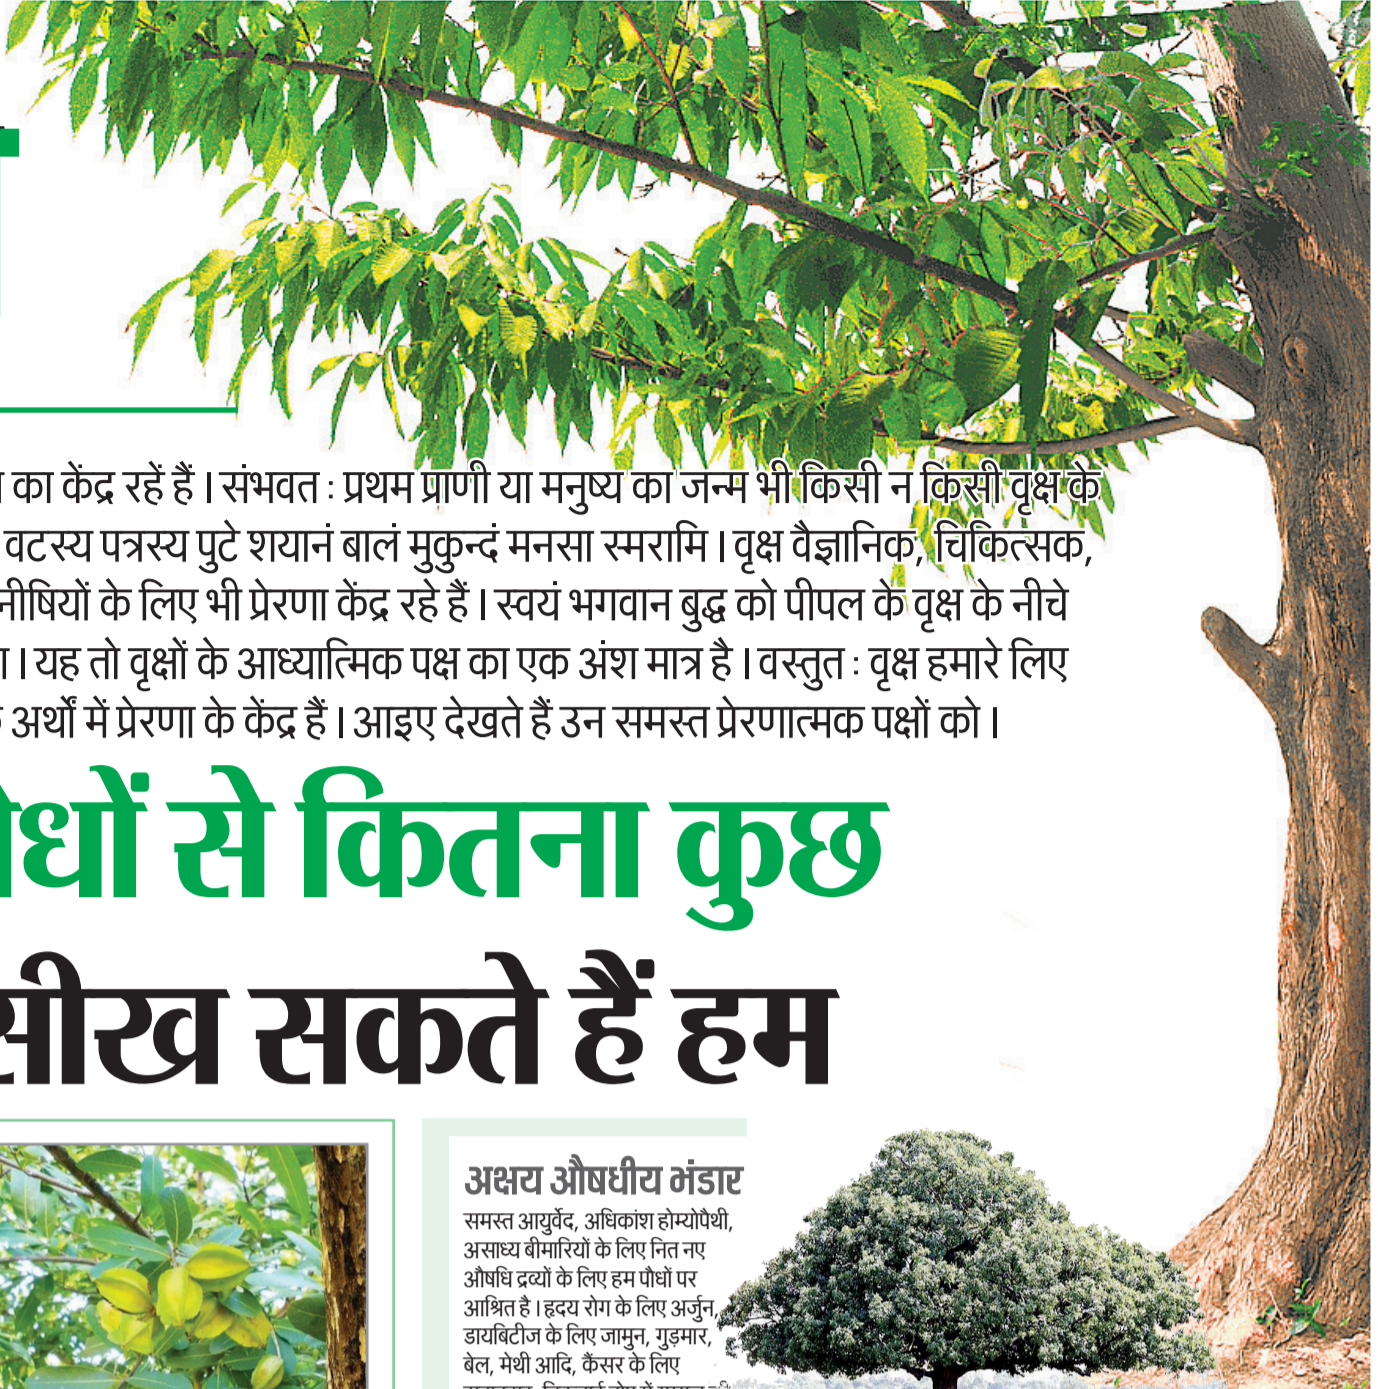 का केंद्र रहें हैं । संभवत : प्रथम प्राणी या मनुष्य का जन्म भी किसी न किसी वृक्ष के
वटस्य पत्रस्य पुटे शयानं बालं मुकुन्दं मनसा स्मरामि । वृक्ष वैज्ञानिक, चिकित्सक,
नीषियों के लिए भी प्रेरणा केंद्र रहे हैं । स्वयं भगवान बुद्ध को पीपल के वृक्ष के नीचे
। यह तो वृक्षों के आध्यात्मिक पक्ष का एक अंश मात्र है । वस्तुत : वृक्ष हमारे लिए
अर्थों में प्रेरणा के केंद्र हैं । आइए देखते हैं उन समस्त प्रेरणात्मक पक्षों को ।
धों से कितना कुछ
सीख सकते हैं हम
अक्षय औषधीय भंडार
समस्त आयुर्वेद, अधिकांश होम्योपैथी,
असाध्य बीमारियों के लिए नित नए
औषधि द्रव्यों के लिए हम पौधों पर
आश्रित है । हृदय रोग के लिए अर्जुन,
डायबिटीज के लिए जामुन, गुड़मार,
बेल, मेथी आदि, कैंसर के लिए